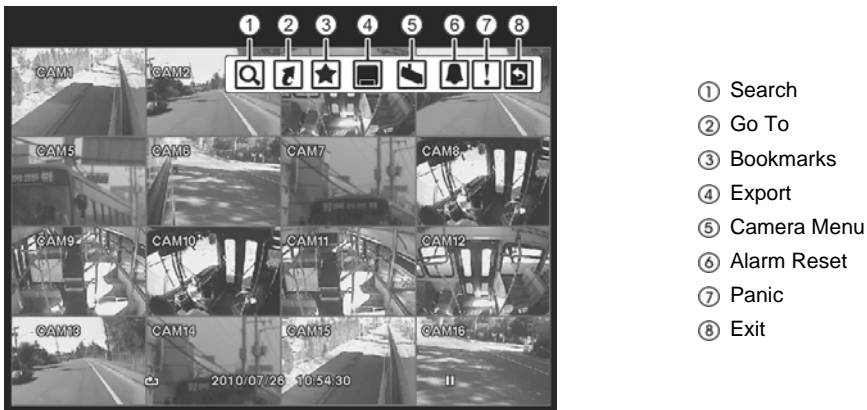 ① ② ③ ④ ⑤ ⑥ ⑦ ⑧
CAM1 CAM2
CAM5 CAM6 CAM7 CAM8
CAM9 CAM10 CAM11 CAM12
CAM13 CAM14 CAM15 CAM16
2010/07/26 10:54:30
① Search
② Go To
③ Bookmarks
④ Export
⑤ Camera Menu
⑥ Alarm Reset
⑦ Panic
⑧ Exit